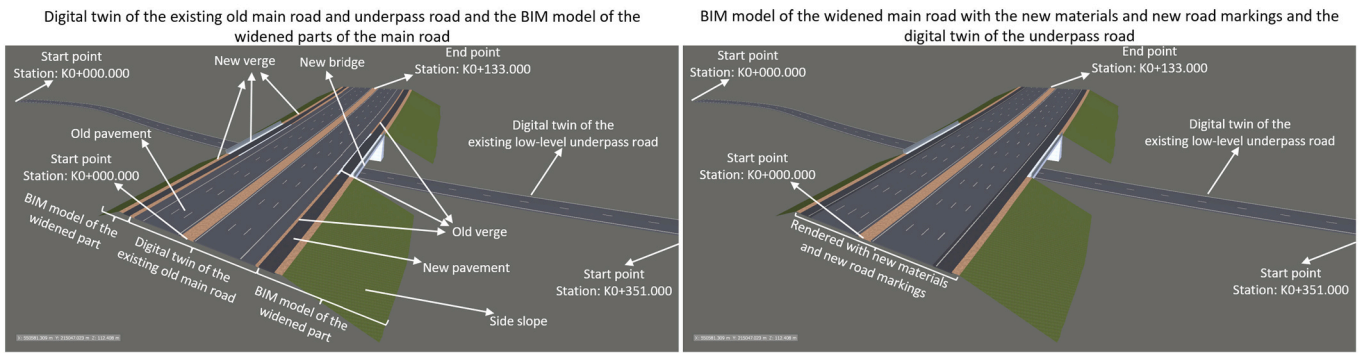 Digital twin of the existing old main road and underpass road and the BIM model of the
widened parts of the main road
Start point
Station: K0+000.000
New verge
New bridge
End point
Station: K0+133.000
Old pavement
Start point
Station: K0+000.000
Digital twin of the
existing low-level underpass road
BIM model of the
widened part
Digital twin of the
existing old main road
BIM model of the
widened part
Old verge
New pavement
Side slope
Start point
Station: K0+351.000
BIM model of the widened main road with the new materials and new road markings and the
digital twin of the underpass road
Start point
Station: K0+000.000
End point
Station: K0+133.000
Start point
Station: K0+000.000
Digital twin of the
existing low-level underpass road
Rendered with new materials
and new road markings
Start point
Station: K0+351.000